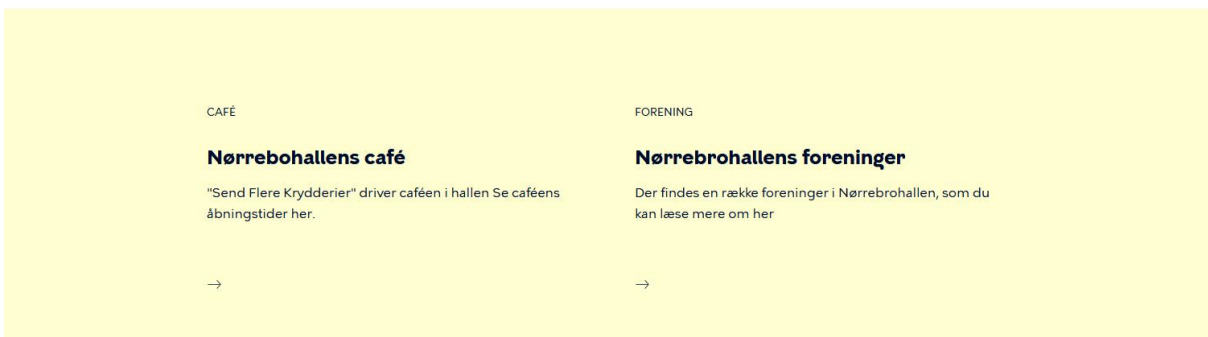 CAFÉ
Nørrebohallens café
"Send Flere Krydderier" driver caféen i hallen Se caféens
åbningstider her.
→
FORENING
Nørrebrohallens foreninger
Der findes en række foreninger i Nørrebrohallen, som du
kan læse mere om her
→